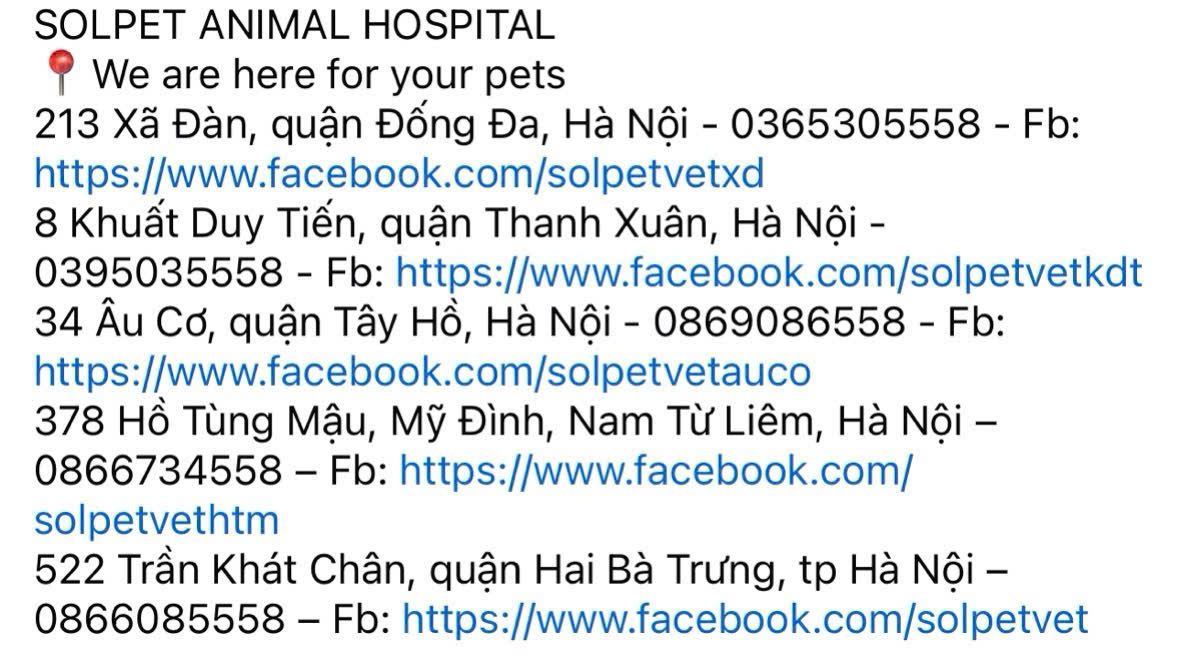 SOLPET ANIMAL HOSPITAL
📍 We are here for your pets
213 Xã Đàn, quận Đống Đa, Hà Nội - 0365305558 - Fb:
https://www.facebook.com/solpetvetxd
8 Khuất Duy Tiến, quận Thanh Xuân, Hà Nội -
0395035558 - Fb: https://www.facebook.com/solpetvetkdt
34 Âu Cơ, quận Tây Hồ, Hà Nội - 0869086558 - Fb:
https://www.facebook.com/solpetvetauco
378 Hồ Tùng Mậu, Mỹ Đình, Nam Từ Liêm, Hà Nội –
0866734558 – Fb: https://www.facebook.com/
solpetvethtm
522 Trần Khát Chân, quận Hai Bà Trưng, tp Hà Nội –
0866085558 – Fb: https://www.facebook.com/solpetvet